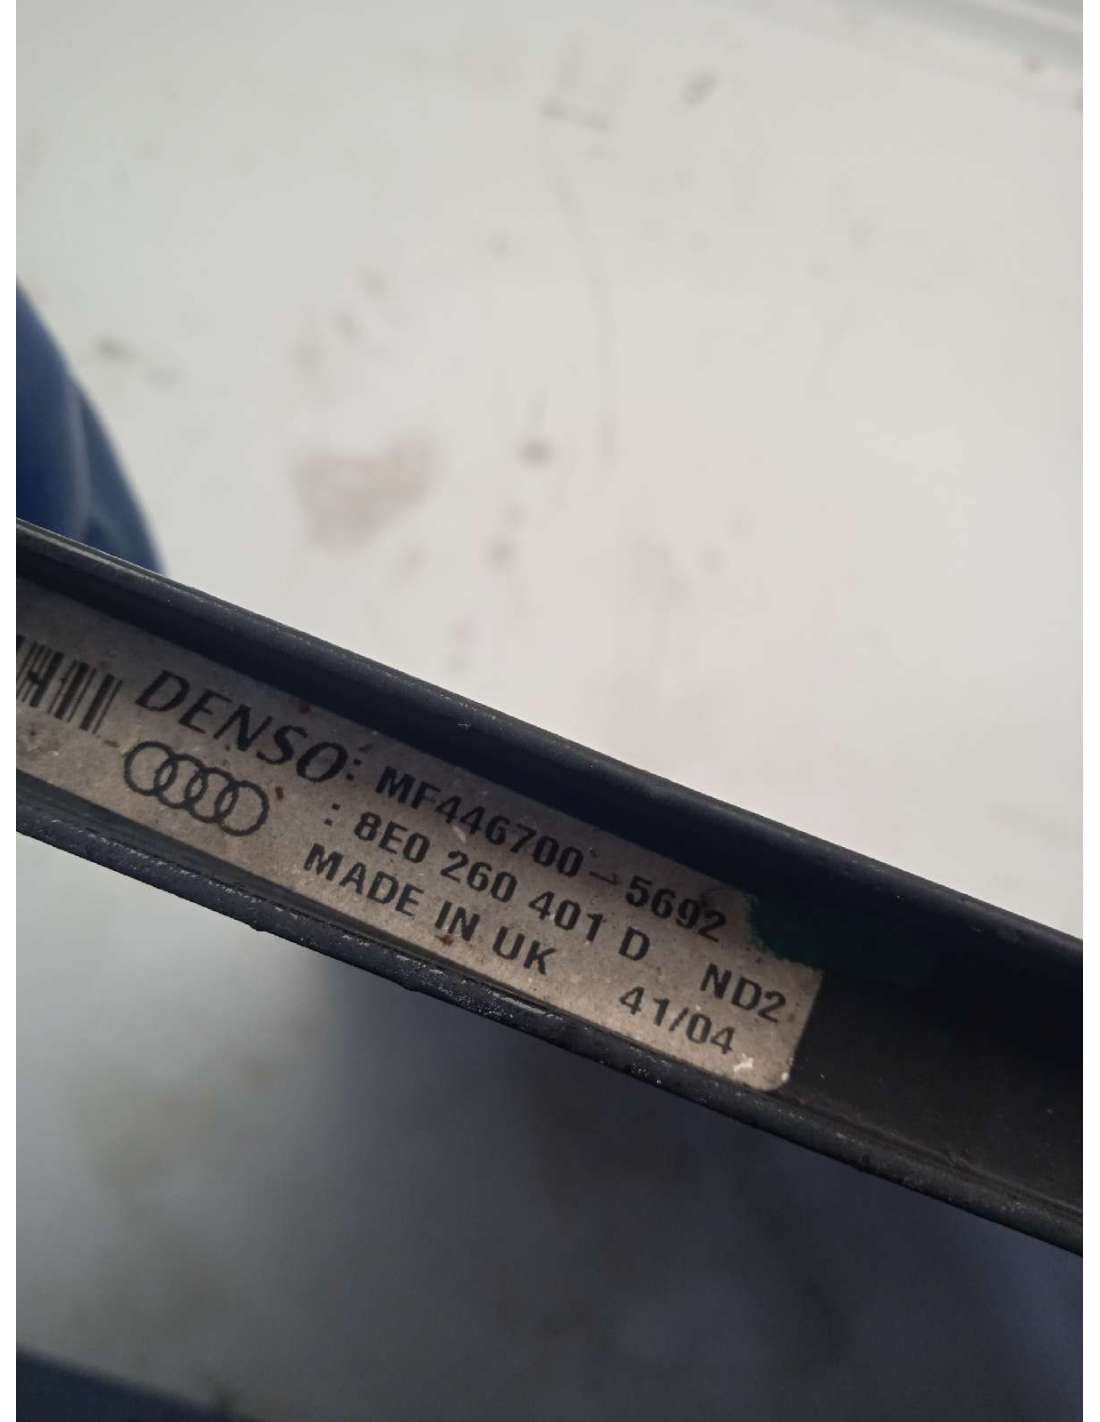 DENSO: MF446700-5692
: 8E0 260 401 D ND2
MADE IN UK 41/04